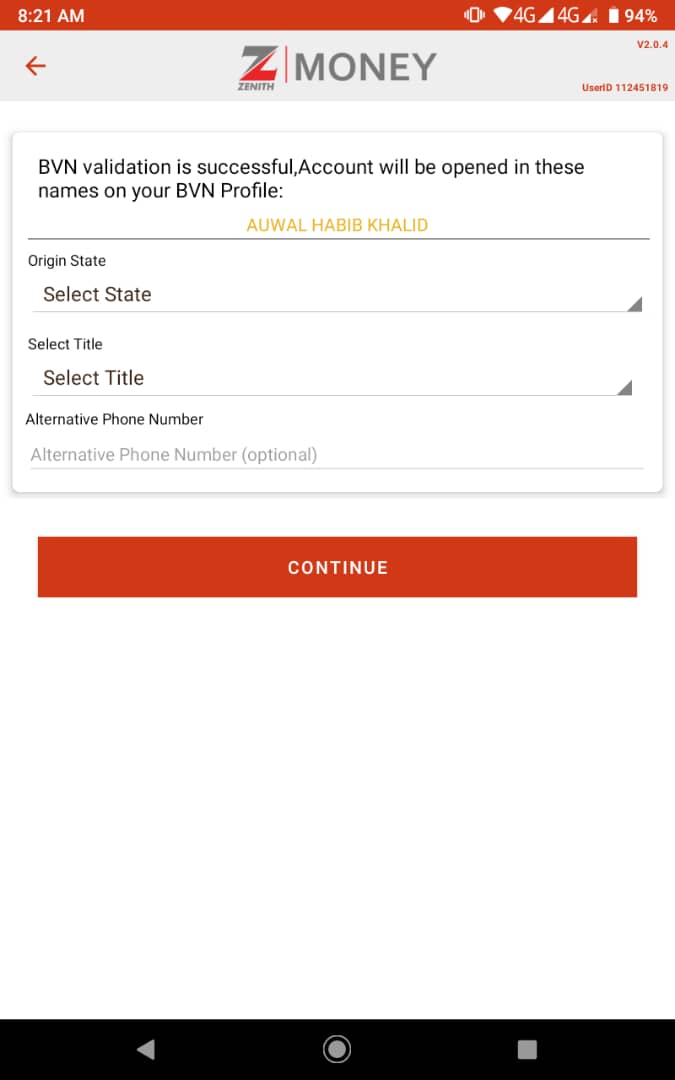 8:21 AM 4G 4G 94%
V2.0.4
Z MONEY
ZENITH
UserID 112451819
BVN validation is successful,Account will be opened in these
names on your BVN Profile:
AUWAL HABIB KHALID
Origin State
Select State
Select Title
Select Title
Alternative Phone Number
Alternative Phone Number (optional)
CONTINUE